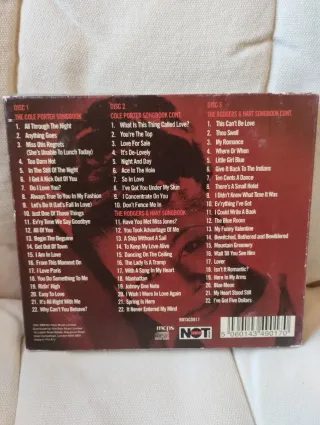 DISC 1
THE COLE PORTER SONGBOOK
1. All Through The Night
2. Anything Goes
3. Miss Otis Regrets
(She's Unable To Lunch Today)
4. Too Darn Hot
5. In The Still Of The Night
6. I Get A Kick Out Of You
7. Do I Love You?
8. Always True To You In My Fashion
9. Let's Do It (Let's Fall In Love)
10. Just One Of Those Things
11. Ev'ry Time We Say Goodbye
12. All Of You
13. Begin The Beguine
14. Get Out Of Town
15. I Am In Love
16. From This Moment On
17. I Love Paris
18. You Do Something To Me
19. Ridin' High
20. Easy To Love
21. It's All Right With Me
22. Why Can't You Behave?
DISC 2
COLE PORTER SONGBOOK CONT.
1. What Is This Thing Called Love?
2. You're The Top
3. Love For Sale
4. It's De-Lovely
5. Night And Day
6. Ace In The Hole
7. So In Love
8. I've Got You Under My Skin
9. I Concentrate On You
10. Don't Fence Me In
THE RODGERS & HART SONGBOOK
11. Have You Met Miss Jones?
12. You Took Advantage Of Me
13. A Ship Without A Sail
14. To Keep My Love Alive
15. Dancing On The Ceiling
16. The Lady Is A Tramp
17. With A Song In My Heart
18. Manhattan
19. Johnny One Note
20. I Wish I Were In Love Again
21. Spring Is Here
22. It Never Entered My Mind
DISC 3
THE RODGERS & HART SONGBOOK CONT.
1. This Can't Be Love
2. Thou Swell
3. My Romance
4. Where Or When
5. Little Girl Blue
6. Give It Back To The Indians
7. Ten Cents A Dance
8. There's A Small Hotel
9. I Didn't Know What Time It Was
10. Ev'rything I've Got
11. I Could Write A Book
12. The Blue Room
13. My Funny Valentine
14. Bewitched, Bothered and Bewildered
15. Mountain Greenery
16. Wait Till You See Him
17. Lover
18. Isn't It Romantic?
19. Here In My Arms
20. Blue Moon
21. My Heart Stood Still
22. I've Got Five Dollars
mcps
NOT
5 060143 490170